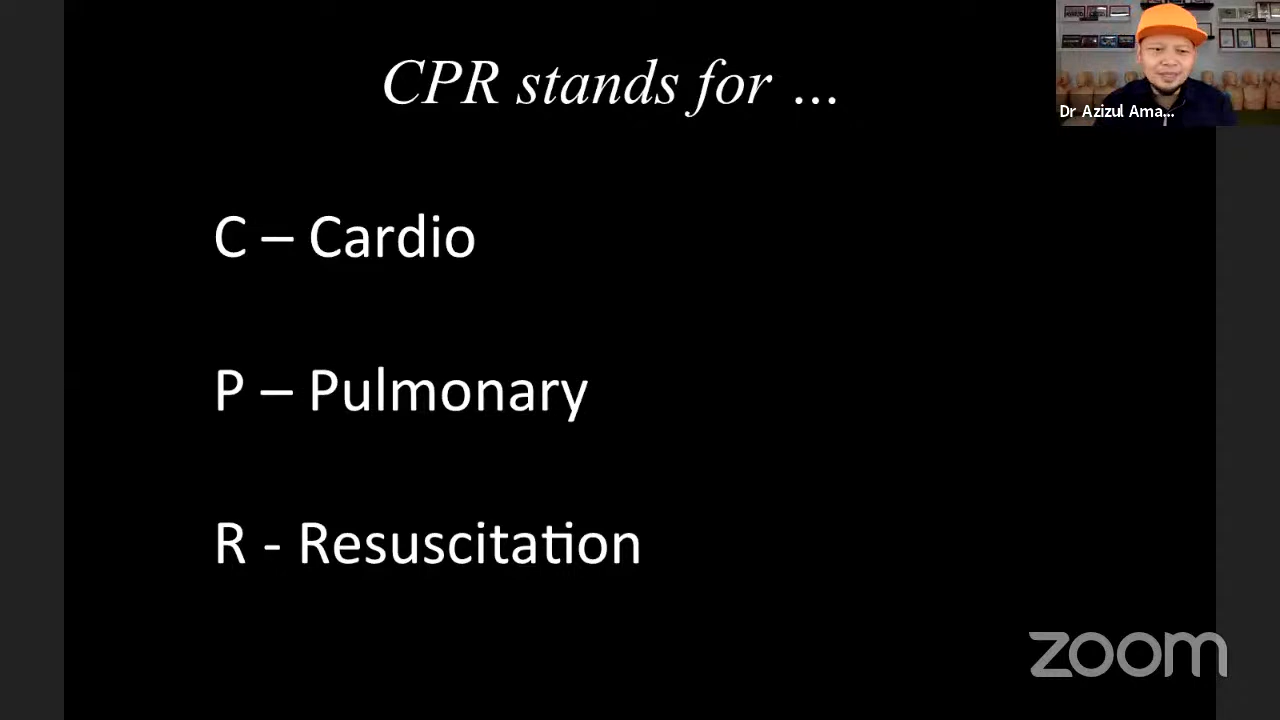 CPR stands for ...
Dr Azizul Ama...
C – Cardio
P – Pulmonary
R - Resuscitation
zoom